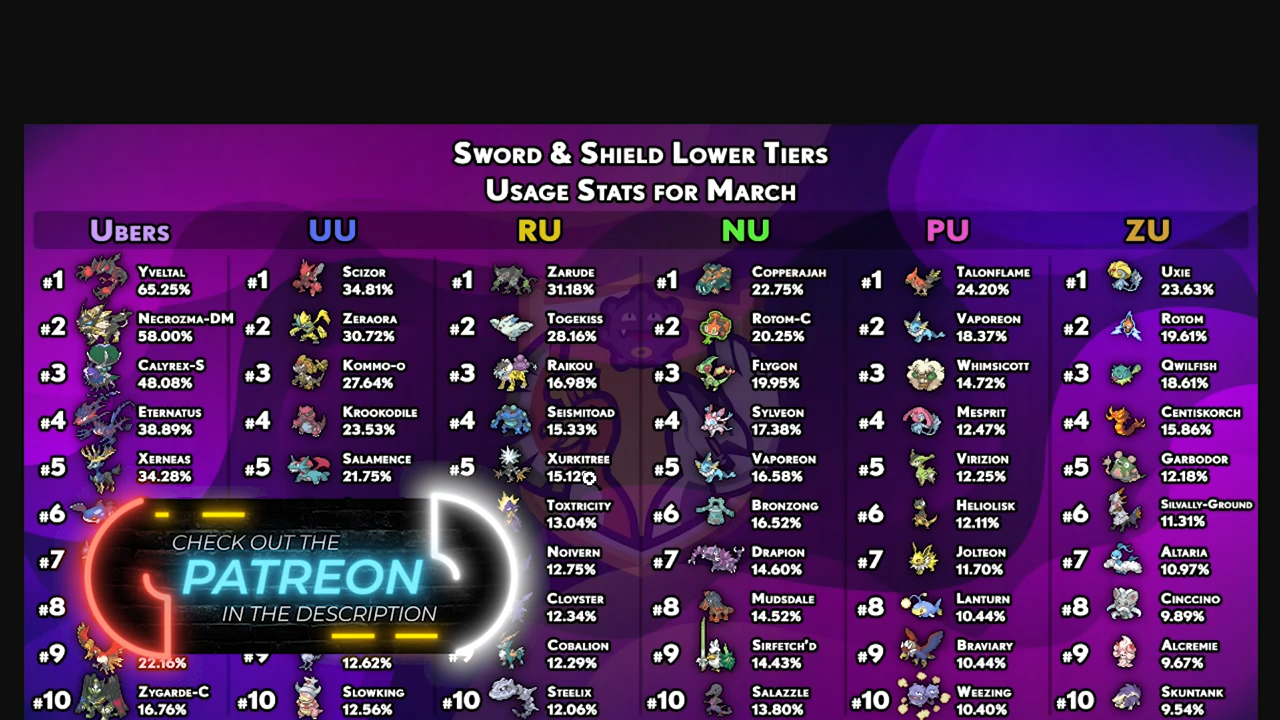 Sword & Shield Lower Tiers
Usage Stats for March
Ubers UU RU NU PU ZU
#1 Yveltal 65.25% #1 Scizor 34.81% #1 Zarude 31.18% #1 Copperajah 22.75% #1 Talonflame 24.20% #1 Uxie 23.63%
#2 Necrozma-DM 58.00% #2 Zeraora 30.72% #2 Togekiss 28.16% #2 Rotom-C 20.25% #2 Vaporeon 18.37% #2 Rotom 19.61%
#3 Calyrex-S 48.08% #3 Kommo-o 27.64% #3 Raikou 16.98% #3 Flygon 19.95% #3 Whimsicott 14.72% #3 Qwilfish 18.61%
#4 Eternatus 38.89% #4 Krookodile 23.53% #4 Seismitoad 15.33% #4 Sylveon 17.38% #4 Mesprit 12.47% #4 Centiskorch 15.86%
#5 Xerneas 34.28% #5 Salamence 21.75% #5 Xurkitree 15.12% #5 Vaporeon 16.58% #5 Virizion 12.25% #5 Garbodor 12.18%
#6 Toxtricity 13.04% #6 Bronzong 16.52% #6 Heliolisk 12.11% #6 Silvally-Ground 11.31%
#7 Noivern 12.75% #7 Drapion 14.60% #7 Jolteon 11.70% #7 Altaria 10.97%
#8 Cloyster 12.34% #8 Mudsdale 14.52% #8 Lanturn 10.44% #8 Cinccino 9.89%
#9 22.16% #9 12.62% #9 Cobalion 12.29% #9 Sirfetch'd 14.43% #9 Braviary 10.44% #9 Alcremie 9.67%
#10 Zygarde-C 16.76% #10 Slowking 12.56% #10 Steelix 12.06% #10 Salazzle 13.80% #10 Weezing 10.40% #10 Skuntank 9.54%
CHECK OUT THE
PATREON
IN THE DESCRIPTION